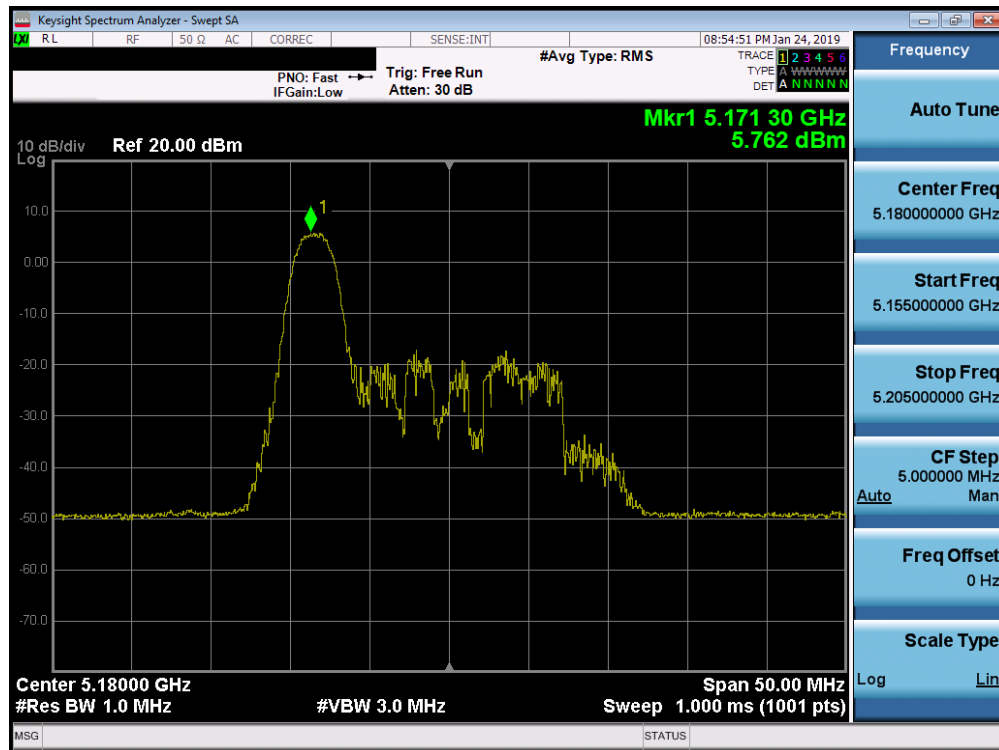 Keysight Spectrum Analyzer - Swept SA
LXI RL RF 50 Ω AC CORREC SENSE:INT 08:54:51 PM Jan 24, 2019
Frequency
#Avg Type: RMS
TRACE 1 2 3 4 5 6
PNO: Fast Trig: Free Run
TYPE A WWWWW
IFGain:Low Atten: 30 dB
DET A N N N N N
Auto Tune
Mkr1 5.171 30 GHz
5.762 dBm
10 dB/div Ref 20.00 dBm
Log
1
10.0
0.00
-10.0
-20.0
-30.0
-40.0
-50.0
-60.0
-70.0
Center Freq
5.180000000 GHz
Start Freq
5.155000000 GHz
Stop Freq
5.205000000 GHz
CF Step
5.000000 MHz
Auto Man
Freq Offset
0 Hz
Scale Type
Log Lin
Center 5.18000 GHz Span 50.00 MHz
#Res BW 1.0 MHz #VBW 3.0 MHz Sweep 1.000 ms (1001 pts)
MSG STATUS